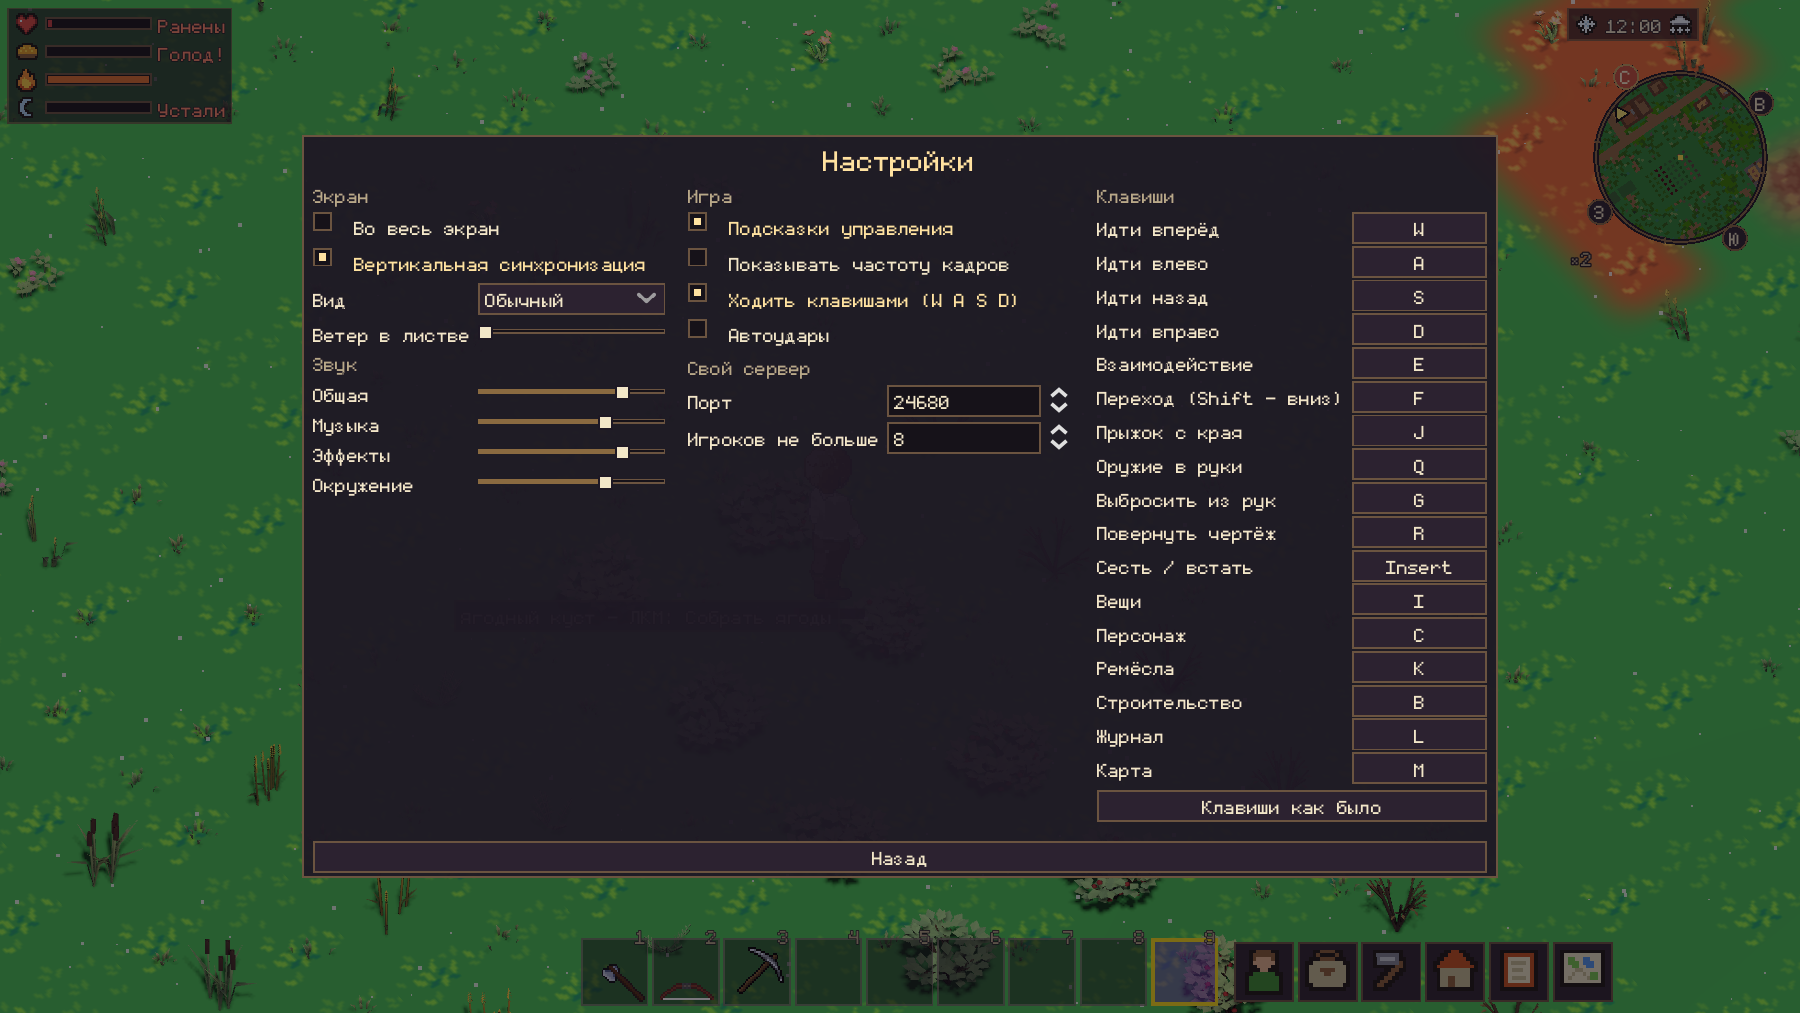 Ранены
Голод!
Устали
12:00
С
В
З
Ю
×2
Настройки
Экран
Во весь экран
Вертикальная синхронизация
Вид
Обычный
Ветер в листве
Звук
Общая
Музыка
Эффекты
Окружение
Игра
Подсказки управления
Показывать частоту кадров
Ходить клавишами (W A S D)
Автоудары
Свой сервер
Порт
24680
Игроков не больше
8
Клавиши
Идти вперёд
W
Идти влево
A
Идти назад
S
Идти вправо
D
Взаимодействие
E
Переход (Shift - вниз)
F
Прыжок с края
J
Оружие в руки
Q
Выбросить из рук
G
Повернуть чертёж
R
Сесть / встать
Insert
Вещи
I
Персонаж
C
Ремёсла
K
Строительство
B
Журнал
L
Карта
M
Клавиши как было
Назад
1 2 3 4 5 6 7 8 9